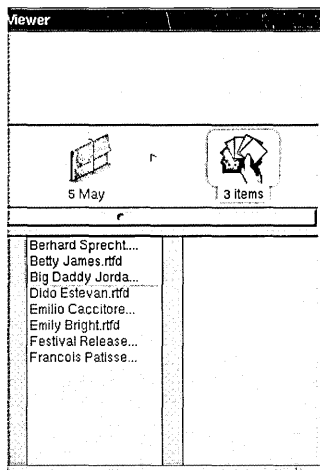 Viewer
5 May
3 items
Berhard Sprecht....
Betty James.rtfd
Big Daddy Jorda...
Dido Estevan.rtfd
Emilio Caccitore...
Emily Bright.rtfd
Festival Release...
Francois Patisse...